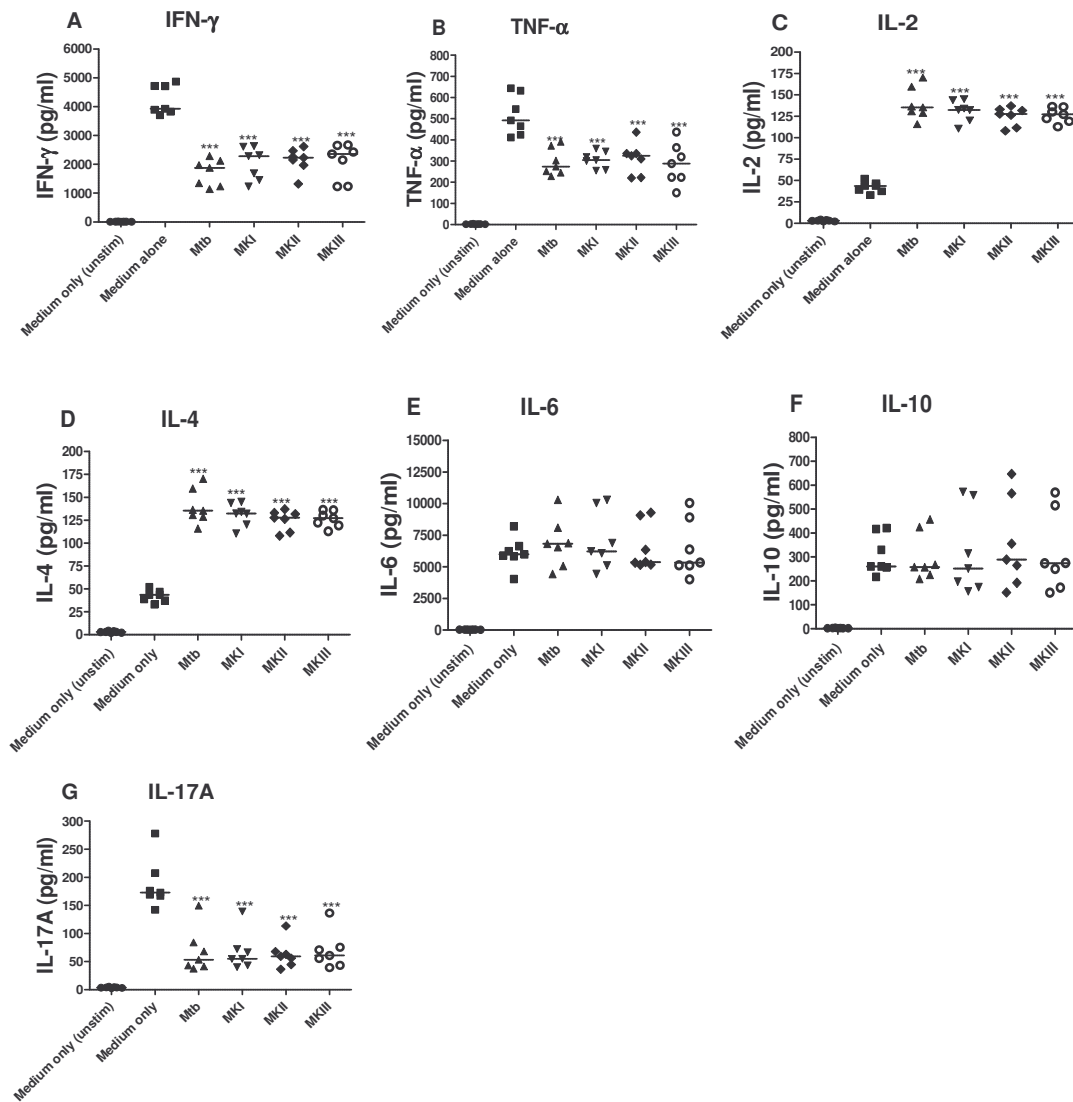 A IFN-γ
IFN-γ (pg/ml)
6000
5000
4000
3000
2000
1000
0
*** *** *** ***
Medium only (unstim)
Medium alone
Mtb
MKI
MKII
MKIII
B TNF-α
TNF-α (pg/ml)
800
700
600
500
400
300
200
100
0
*** *** *** ***
Medium only (unstim)
Medium alone
Mtb
MKI
MKII
MKIII
C IL-2
IL-2 (pg/ml)
200
175
150
125
100
75
50
25
0
*** *** *** ***
Medium only (unstim)
Medium alone
Mtb
MKI
MKII
MKIII
D IL-4
IL-4 (pg/ml)
200
175
150
125
100
75
50
25
0
*** *** *** ***
Medium only (unstim)
Medium only
Mtb
MKI
MKII
MKIII
E IL-6
IL-6 (pg/ml)
15000
12500
10000
7500
5000
2500
0
Medium only (unstim)
Medium only
Mtb
MKI
MKII
MKIII
F IL-10
IL-10 (pg/ml)
800
700
600
500
400
300
200
100
0
Medium only (unstim)
Medium only
Mtb
MKI
MKII
MKIII
G IL-17A
IL-17A (pg/ml)
300
250
200
150
100
50
0
*** *** *** ***
Medium only (unstim)
Medium only
Mtb
MKI
MKII
MKIII